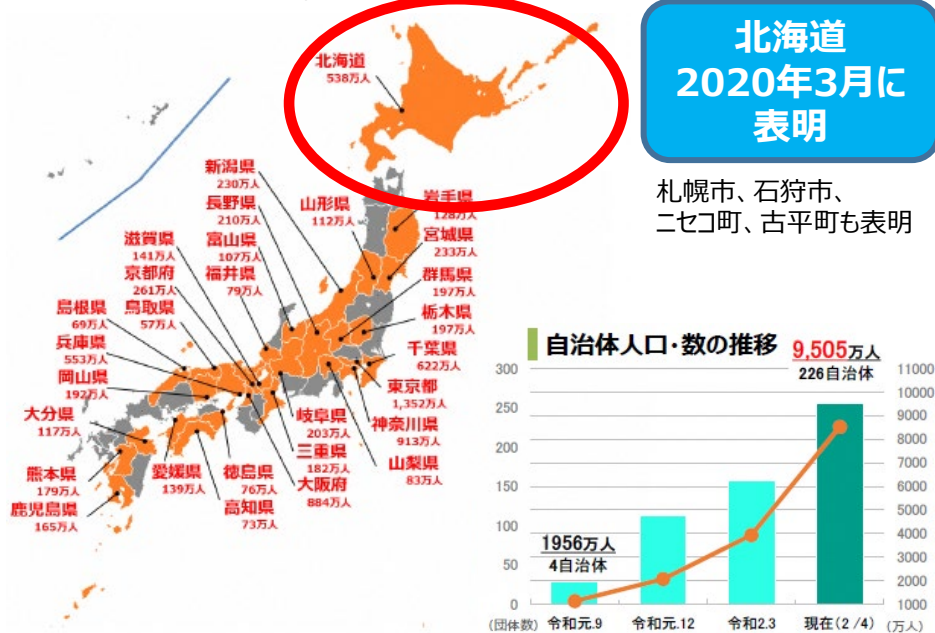 北海道
538万人
北海道
2020年3月に
表明
札幌市、石狩市、
ニセコ町、古平町も表明
新潟県
230万人
長野県
210万人
山形県
112万人
岩手県
128万人
滋賀県
141万人
富山県
107万人
宮城県
233万人
京都府
261万人
福井県
79万人
群馬県
197万人
島根県
69万人
鳥取県
57万人
栃木県
197万人
兵庫県
553万人
千葉県
622万人
岡山県
192万人
東京都
1,352万人
大分県
117万人
岐阜県
203万人
神奈川県
913万人
熊本県
179万人
愛媛県
139万人
徳島県
76万人
三重県
182万人
山梨県
83万人
大阪府
884万人
鹿児島県
165万人
高知県
73万人
自治体人口・数の推移
9,505万人
226自治体
1956万人
4自治体
300
250
200
150
100
50
0
11000
10000
9000
8000
7000
6000
5000
4000
3000
2000
1000
(団体数) 令和元.9 令和元.12 令和2.3 現在(2/4) (万人)